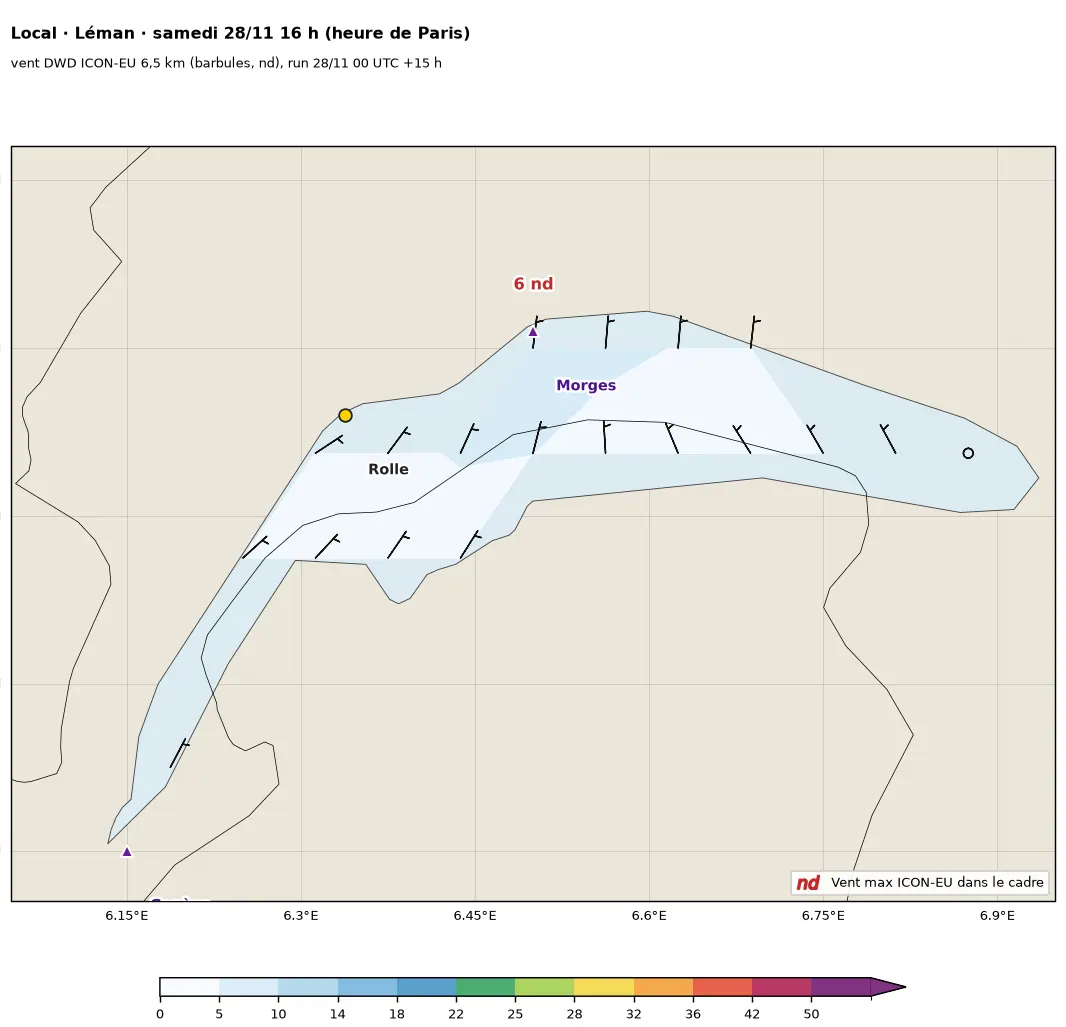 Local · Léman · samedi 28/11 16 h (heure de Paris)
vent DWD ICON-EU 6,5 km (barbules, nd), run 28/11 00 UTC +15 h
6 nd
Morges
Rolle
nd Vent max ICON-EU dans le cadre
6.15°E 6.3°E 6.45°E 6.6°E 6.75°E 6.9°E
0 5 10 14 18 22 25 28 32 36 42 50